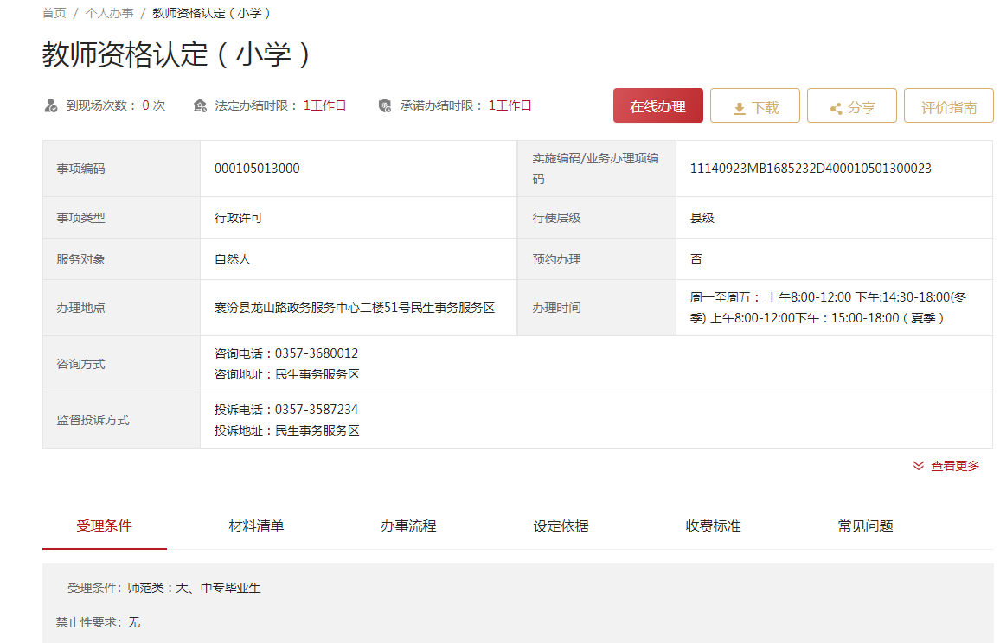 首页 / 个人办事 / 教师资格认定（小学）
教师资格认定（小学）
到现场次数： 0 次 法定办结时限： 1工作日 承诺办结时限： 1工作日 在线办理 下载 分享 评价指南
事项编码 000105013000 实施编码/业务办理项编码 11140923MB1685232D400010501300023
事项类型 行政许可 行使层级 县级
服务对象 自然人 预约办理 否
办理地点 襄汾县龙山路政务服务中心二楼51号民生事务服务区 办理时间 周一至周五： 上午8:00-12:00 下午:14:30-18:00(冬季) 上午8:00-12:00下午：15:00-18:00（夏季）
咨询方式
咨询电话：0357-3680012
咨询地址：民生事务服务区
监督投诉方式
投诉电话：0357-3587234
投诉地址：民生事务服务区
查看更多
受理条件 材料清单 办事流程 设定依据 收费标准 常见问题
受理条件: 师范类：大、中专毕业生
禁止性要求: 无